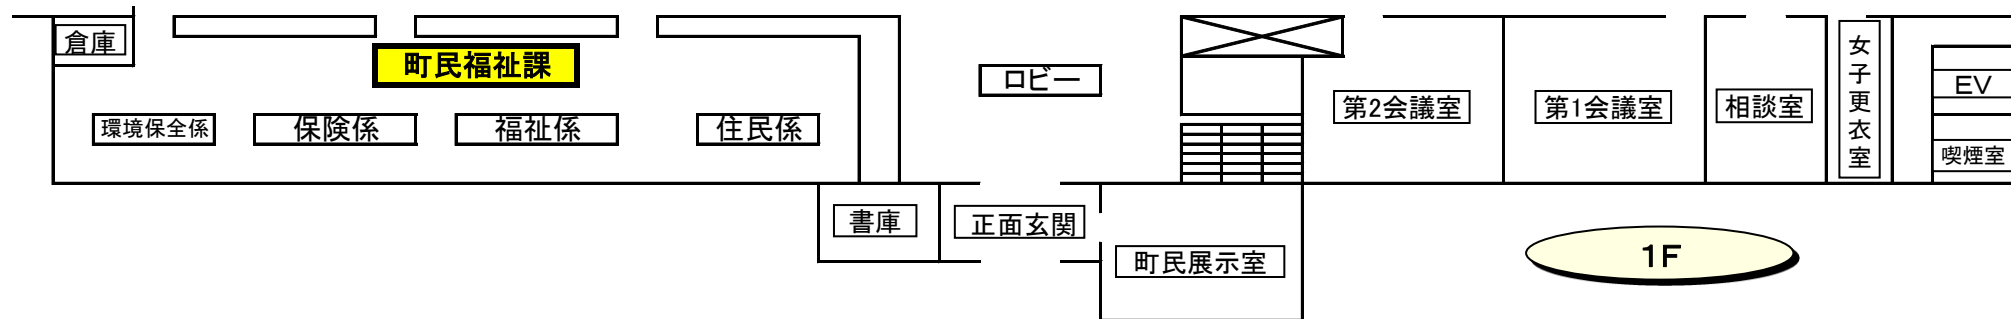 倉庫
町民福祉課
ロビー
環境保全係
保険係
福祉係
住民係
第2会議室
第1会議室
相談室
女子更衣室
EV
喫煙室
書庫
正面玄関
町民展示室
1F